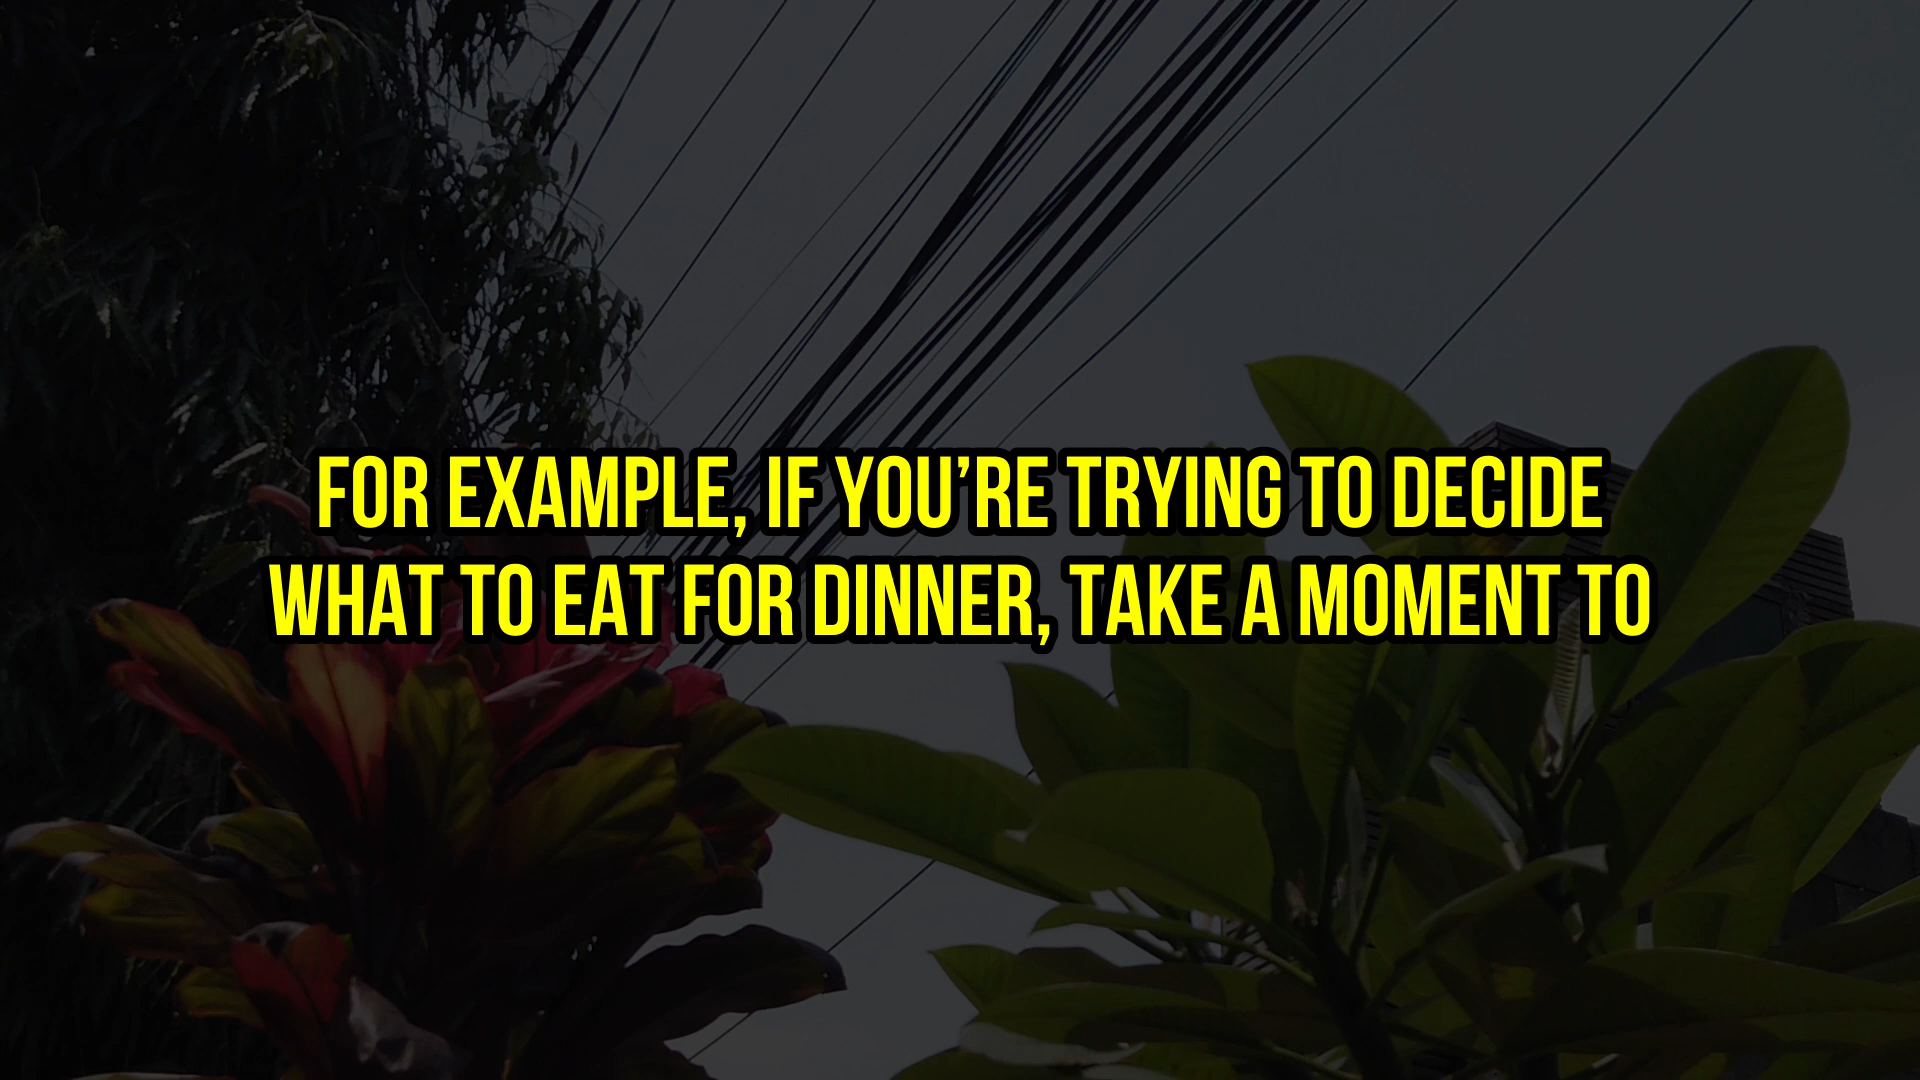 FOR EXAMPLE, IF YOU’RE TRYING TO DECIDE
WHAT TO EAT FOR DINNER, TAKE A MOMENT TO